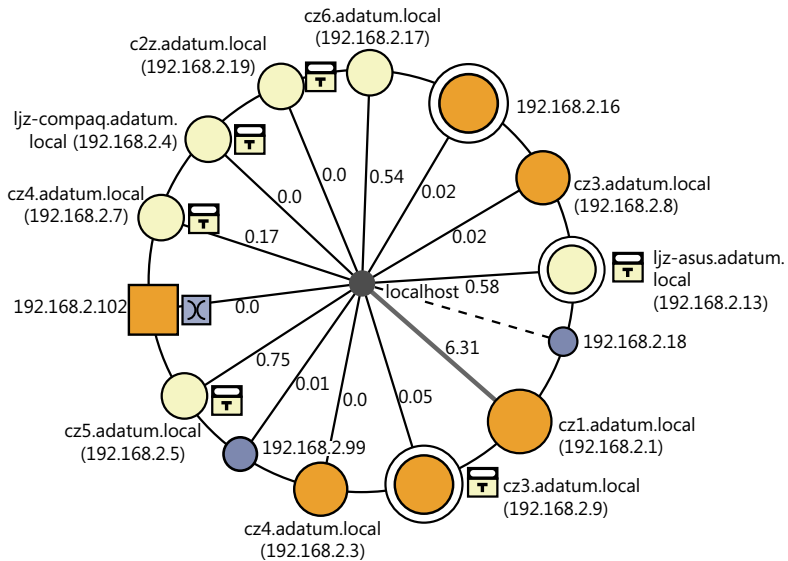 cz6.adatum.local
(192.168.2.17)
c2z.adatum.local
(192.168.2.19)
192.168.2.16
ljz-compaq.adatum.
local (192.168.2.4)
cz3.adatum.local
(192.168.2.8)
cz4.adatum.local
(192.168.2.7)
0.0
0.0
0.54
0.02
0.02
0.17
ljz-asus.adatum.
local
(192.168.2.13)
0.58
localhost
192.168.2.102
0.0
192.168.2.18
6.31
0.75
0.01
0.0
0.05
cz5.adatum.local
(192.168.2.5)
192.168.2.99
cz1.adatum.local
(192.168.2.1)
cz3.adatum.local
(192.168.2.9)
cz4.adatum.local
(192.168.2.3)
T
T
T
T
T
T